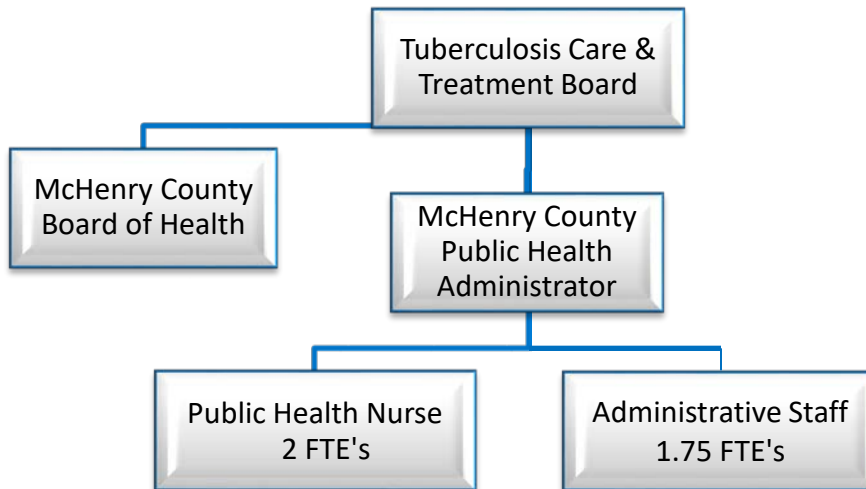 Tuberculosis Care &
Treatment Board
McHenry County
Board of Health
McHenry County
Public Health
Administrator
Public Health Nurse
2 FTE's
Administrative Staff
1.75 FTE's